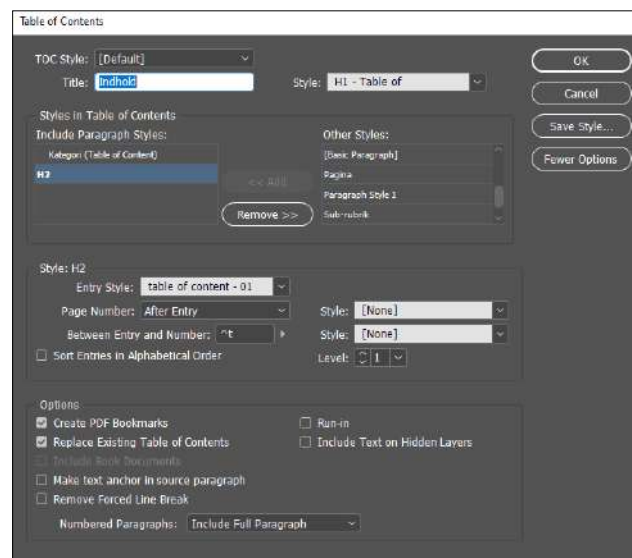 Table of Contents
TOC Style: [Default]
OK
Title: Indhold
Style: H1 - Table of
Cancel
Styles in Table of Contents
Save Style...
Include Paragraph Styles:
Other Styles:
Fewer Options
Kategori (Table of Content)
[Basic Paragraph]
H2
Pagina
<< Add
Paragraph Style 1
Remove >>
Sub-rubrik
Style: H2
Entry Style: table of content - 01
Page Number: After Entry
Style: [None]
Between Entry and Number: ^t
Style: [None]
Sort Entries in Alphabetical Order
Level: 1
Options
Create PDF Bookmarks
Run-in
Replace Existing Table of Contents
Include Text on Hidden Layers
Include Book Documents
Make text anchor in source paragraph
Remove Forced Line Break
Numbered Paragraphs: Include Full Paragraph